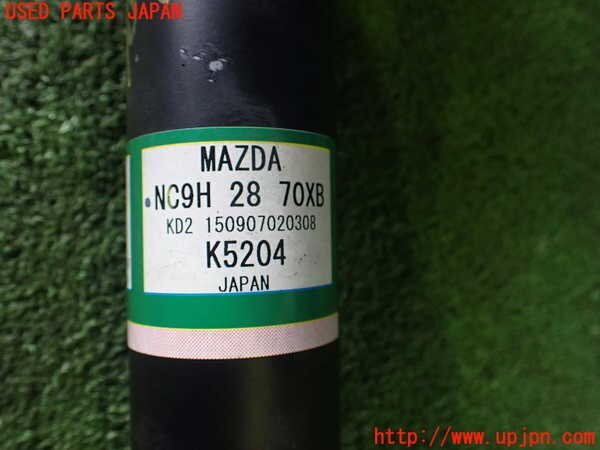 USED PARTS JAPAN
MAZDA
NC9H 28 70XB
KD2 150907020308
K5204
JAPAN
http://www.upjpn.com/